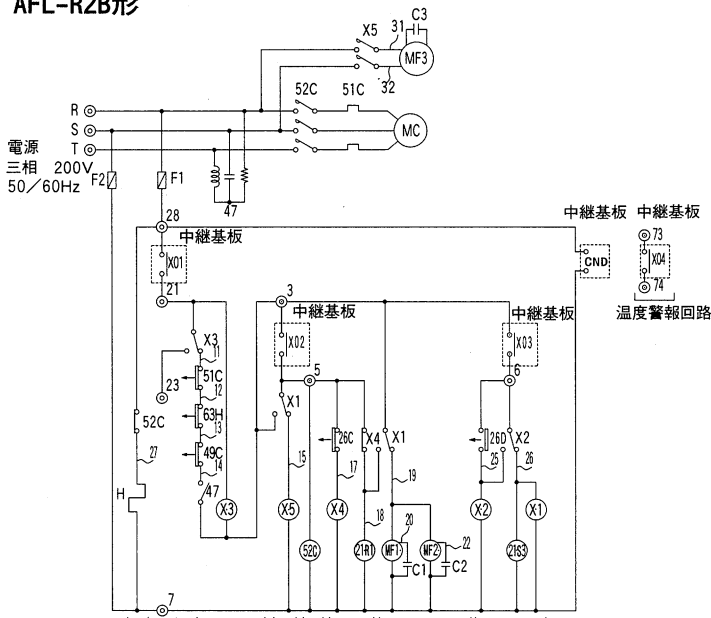 AFL-R2B形
C3
X5
31
MF3
32
52C
51C
R
S
T
MC
電源
三相 200V
50/60Hz
F2
F1
47
28
中継基板
中継基板
中継基板
73
X01
CND
X04
21
3
74
中継基板
中継基板
温度警報回路
X3
X02
X03
11
5
6
23
51C
12
X1
52C
63H
26C
X4
X1
26D
X2
13
27
49C
15
17
19
25
26
14
H
47
X3
X5
X4
18
20
22
X2
X1
52C
21R1
MF1
C1
MF2
C2
21S3
7